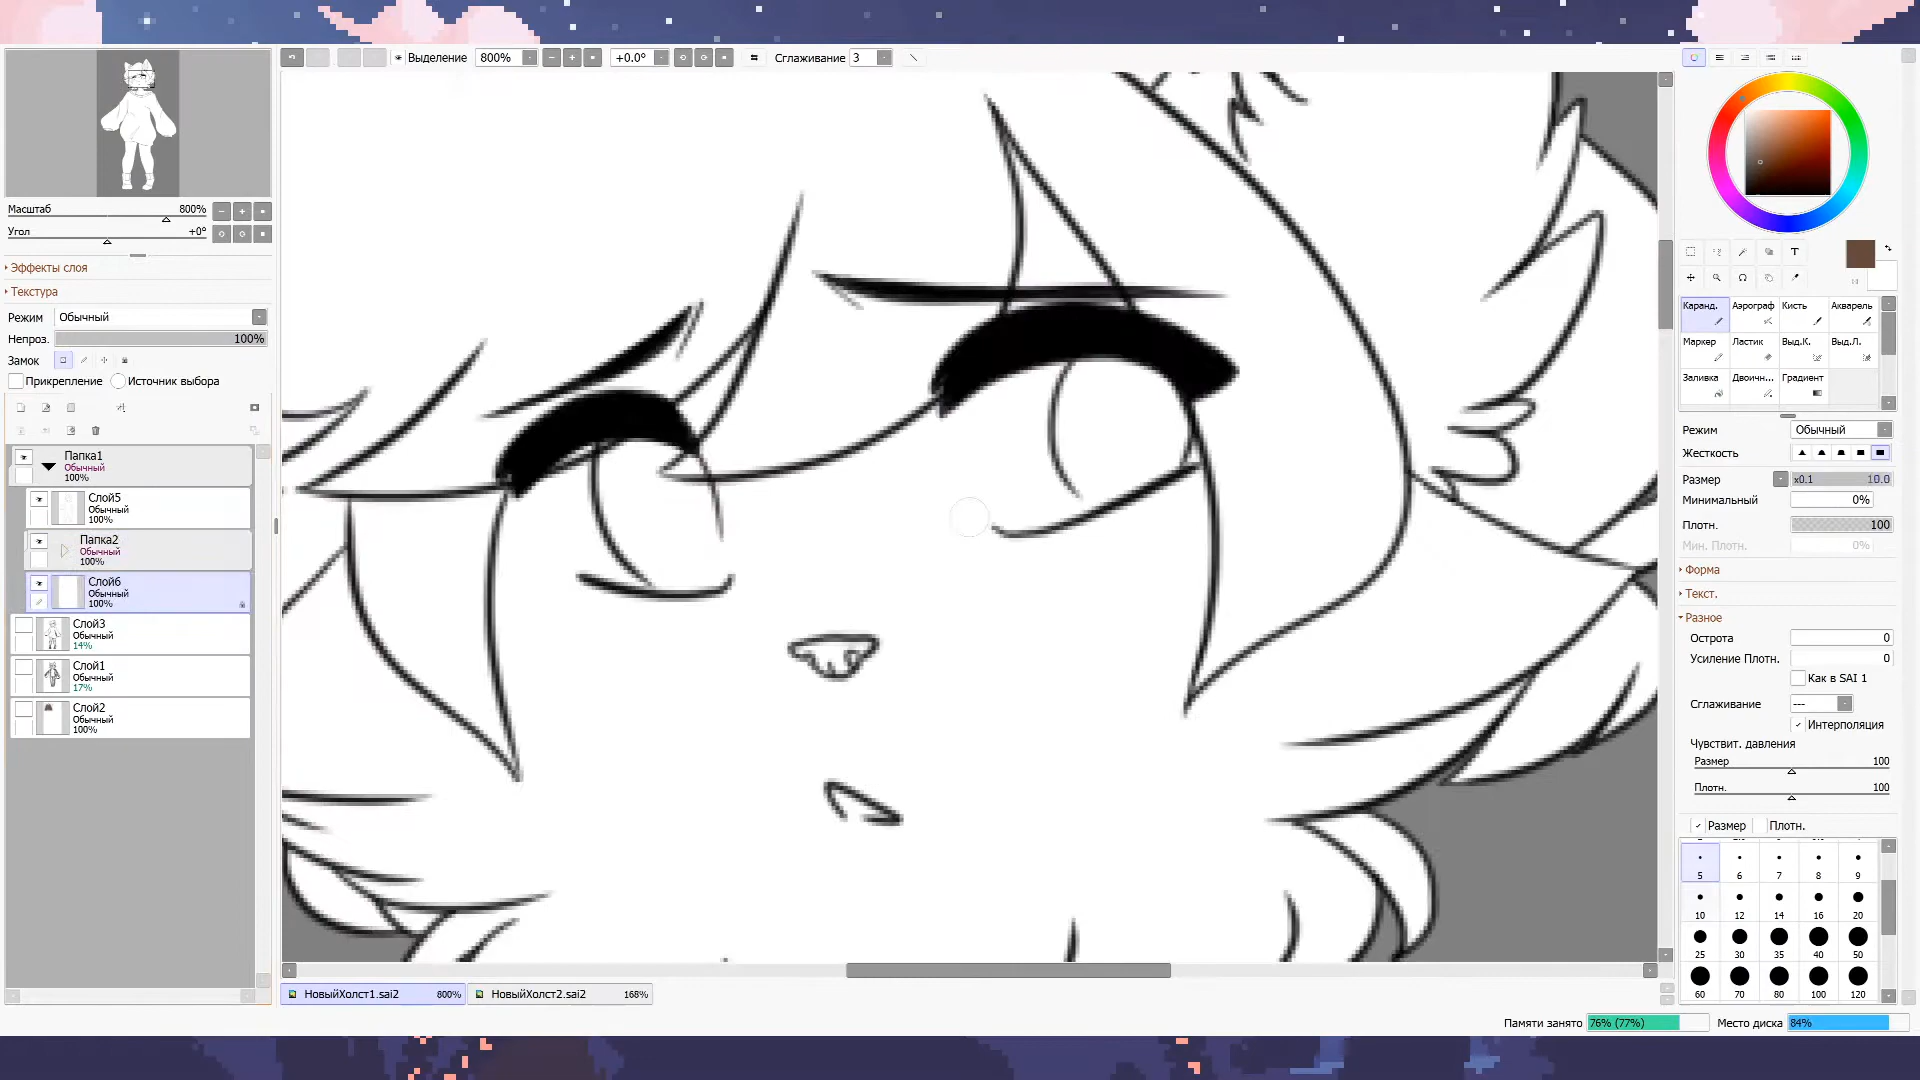 Выделение 800% +0.0° Сглаживание 3
Масштаб 800%
Угол +0°
Эффекты слоя
Текстура
Режим Обычный
Непроз. 100%
Замок
Прикрепление Источник выбора
Папка1
Обычный
100%
Слой5
Обычный
100%
Папка2
Обычный
100%
Слой6
Обычный
100%
Слой3
Обычный
14%
Слой1
Обычный
17%
Слой2
Обычный
100%
НовыйХолст1.sai2 800% НовыйХолст2.sai2 168%
T
Каранд. Аэрограф Кисть Акварель
Маркер Ластик Выд.К. Выд.Л.
Заливка Двоичн... Градиент
Режим Обычный
Жесткость
Размер x0.1 10.0
Минимальный 0%
Плотн. 100
Мин. Плотн. 0%
Форма
Текст.
Разное
Острота 0
Усиление Плотн. 0
Как в SAI 1
Сглаживание ---
Интерполяция
Чувствит. давления
Размер 100
Плотн. 100
Размер Плотн.
5 6 7 8 9
10 12 14 16 20
25 30 35 40 50
60 70 80 100 120
Памяти занято 76% (77%) Место диска 84%